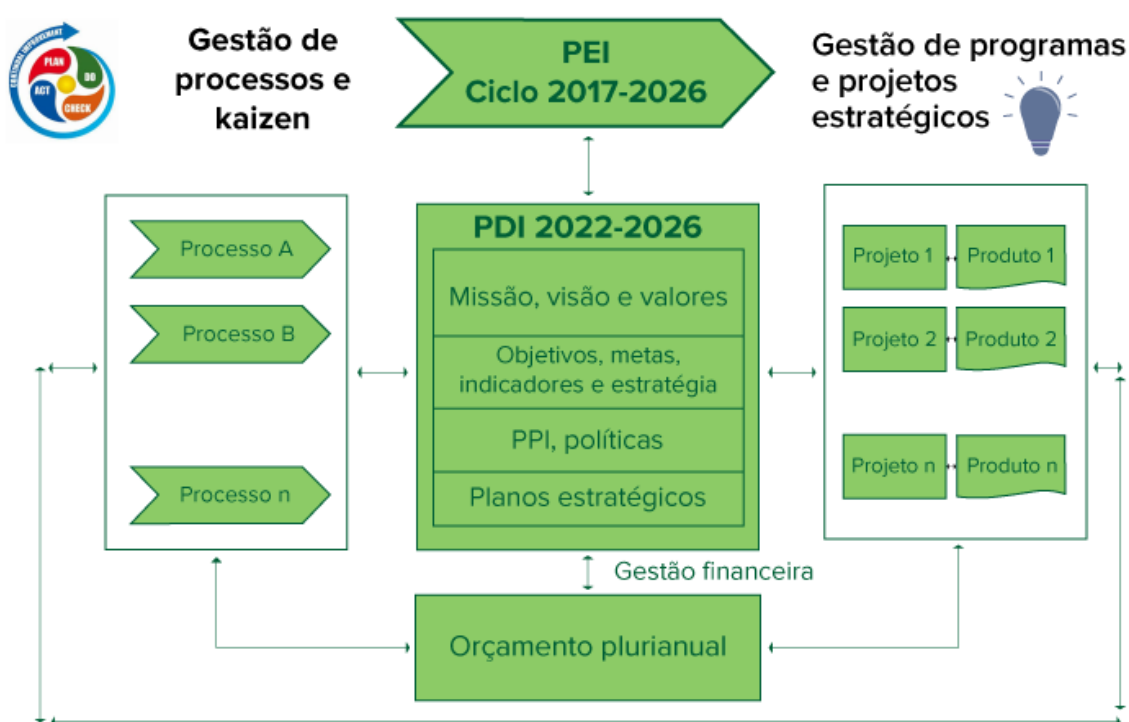 CONTINUAL IMPROVEMENT
PLAN
DO
ACT
CHECK
Gestão de
processos e
kaizen
PEI
Ciclo 2017-2026
Gestão de programas
e projetos
estratégicos
Processo A
Processo B
Processo n
PDI 2022-2026
Missão, visão e valores
Objetivos, metas,
indicadores e estratégia
PPI, políticas
Planos estratégicos
Projeto 1
Produto 1
Projeto 2
Produto 2
Projeto n
Produto n
Gestão financeira
Orçamento plurianual